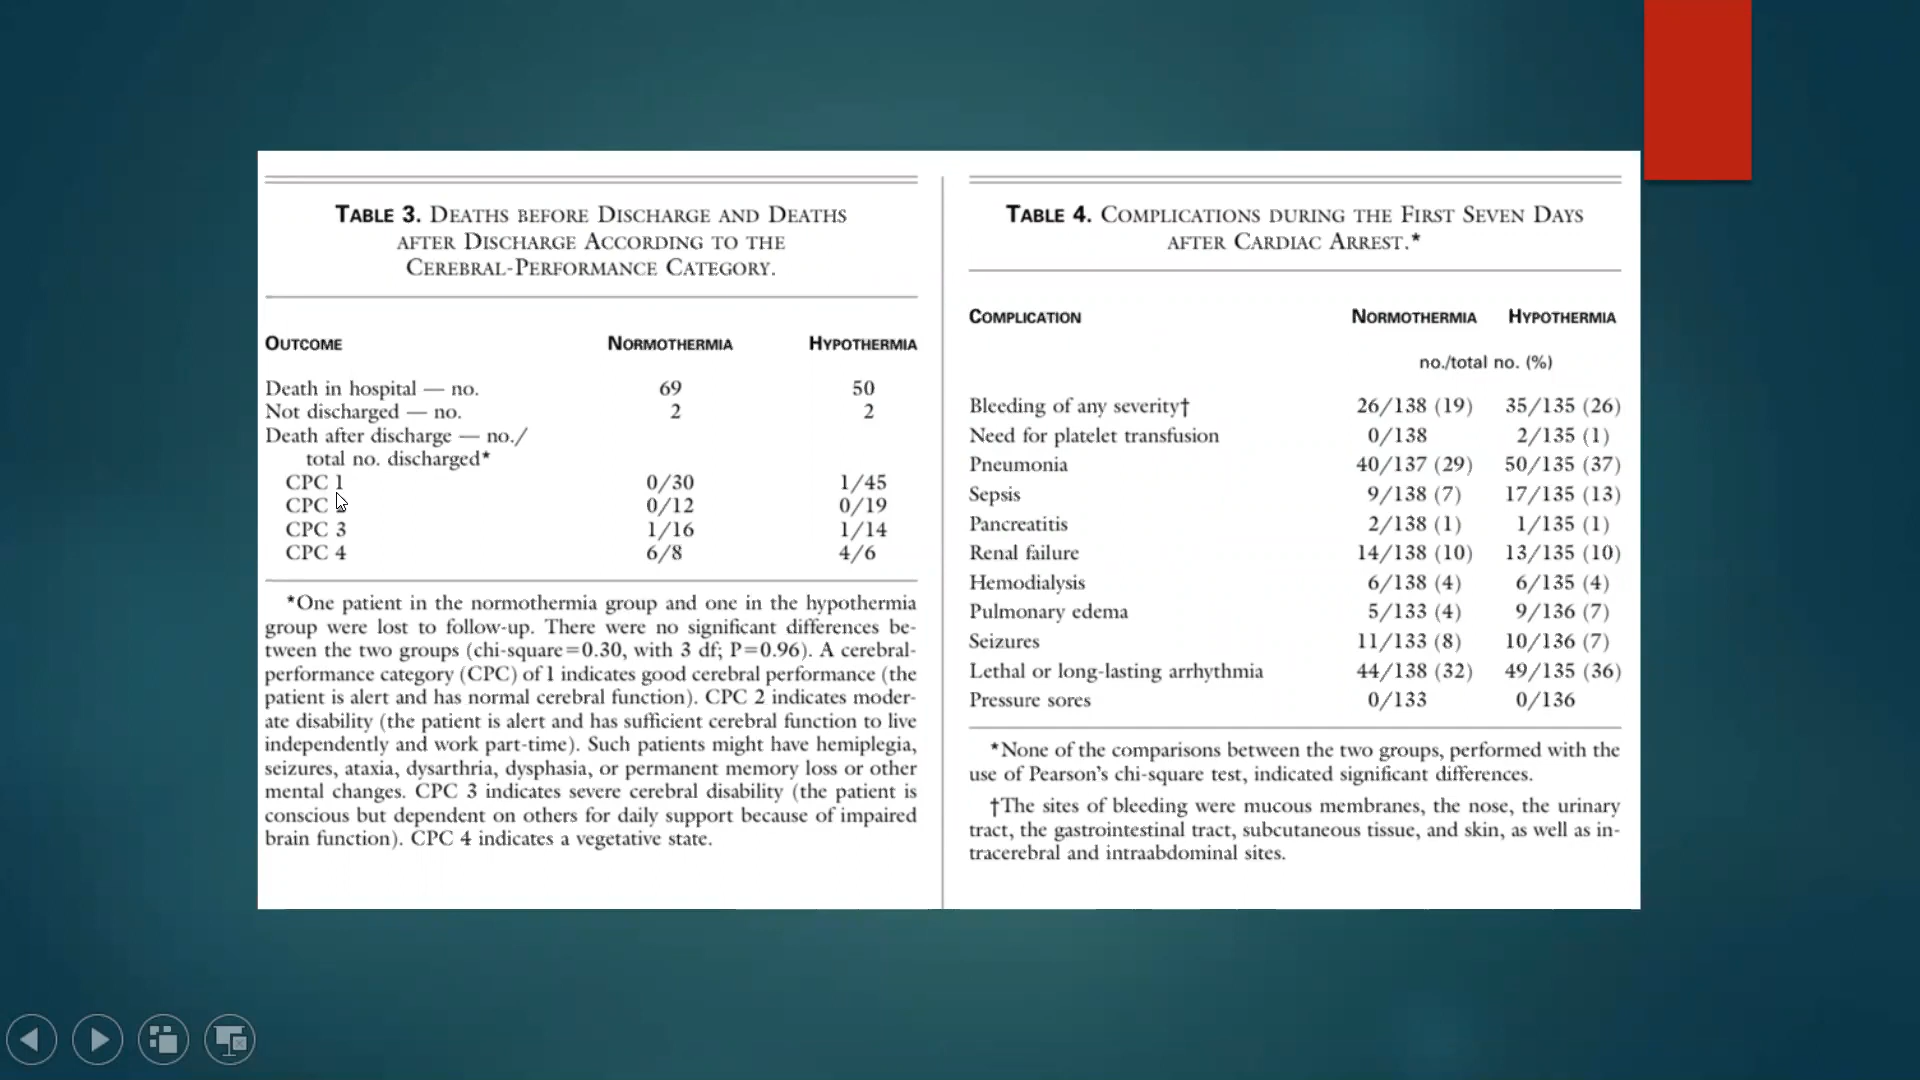 TABLE 3. DEATHS BEFORE DISCHARGE AND DEATHS
AFTER DISCHARGE ACCORDING TO THE
CEREBRAL-PERFORMANCE CATEGORY.
OUTCOME NORMOTHERMIA HYPOTHERMIA
Death in hospital — no. 69 50
Not discharged — no. 2 2
Death after discharge — no./
total no. discharged*
CPC 1 0/30 1/45
CPC 0/12 0/19
CPC 3 1/16 1/14
CPC 4 6/8 4/6
*One patient in the normothermia group and one in the hypothermia
group were lost to follow-up. There were no significant differences be-
tween the two groups (chi-square=0.30, with 3 df; P=0.96). A cerebral-
performance category (CPC) of 1 indicates good cerebral performance (the
patient is alert and has normal cerebral function). CPC 2 indicates moder-
ate disability (the patient is alert and has sufficient cerebral function to live
independently and work part-time). Such patients might have hemiplegia,
seizures, ataxia, dysarthria, dysphasia, or permanent memory loss or other
mental changes. CPC 3 indicates severe cerebral disability (the patient is
conscious but dependent on others for daily support because of impaired
brain function). CPC 4 indicates a vegetative state.
TABLE 4. COMPLICATIONS DURING THE FIRST SEVEN DAYS
AFTER CARDIAC ARREST.*
COMPLICATION NORMOTHERMIA HYPOTHERMIA
no./total no. (%)
Bleeding of any severity† 26/138 (19) 35/135 (26)
Need for platelet transfusion 0/138 2/135 (1)
Pneumonia 40/137 (29) 50/135 (37)
Sepsis 9/138 (7) 17/135 (13)
Pancreatitis 2/138 (1) 1/135 (1)
Renal failure 14/138 (10) 13/135 (10)
Hemodialysis 6/138 (4) 6/135 (4)
Pulmonary edema 5/133 (4) 9/136 (7)
Seizures 11/133 (8) 10/136 (7)
Lethal or long-lasting arrhythmia 44/138 (32) 49/135 (36)
Pressure sores 0/133 0/136
*None of the comparisons between the two groups, performed with the
use of Pearson's chi-square test, indicated significant differences.
†The sites of bleeding were mucous membranes, the nose, the urinary
tract, the gastrointestinal tract, subcutaneous tissue, and skin, as well as in-
tracerebral and intraabdominal sites.